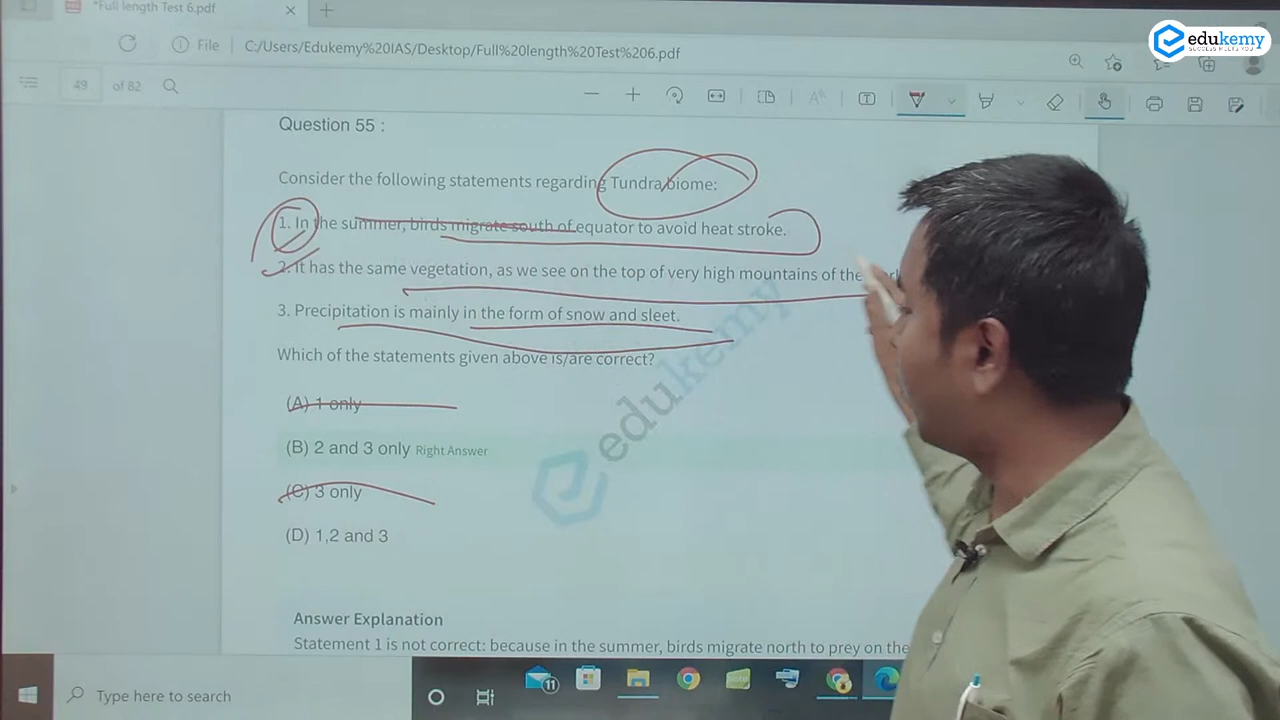 *Full length Test 6.pdf
File C:/Users/Edukemy%20IAS/Desktop/Full%20length%20Test%206.pdf
edukemy
49 of 82
Question 55 :
Consider the following statements regarding Tundra biome:
1. In the summer, birds migrate south of equator to avoid heat stroke.
2. It has the same vegetation, as we see on the top of very high mountains of the
3. Precipitation is mainly in the form of snow and sleet.
Which of the statements given above is/are correct?
(A) 1 only
(B) 2 and 3 only Right Answer
(C) 3 only
(D) 1,2 and 3
edukemy
Answer Explanation
Statement 1 is not correct: because in the summer, birds migrate north to prey on the
Type here to search
11